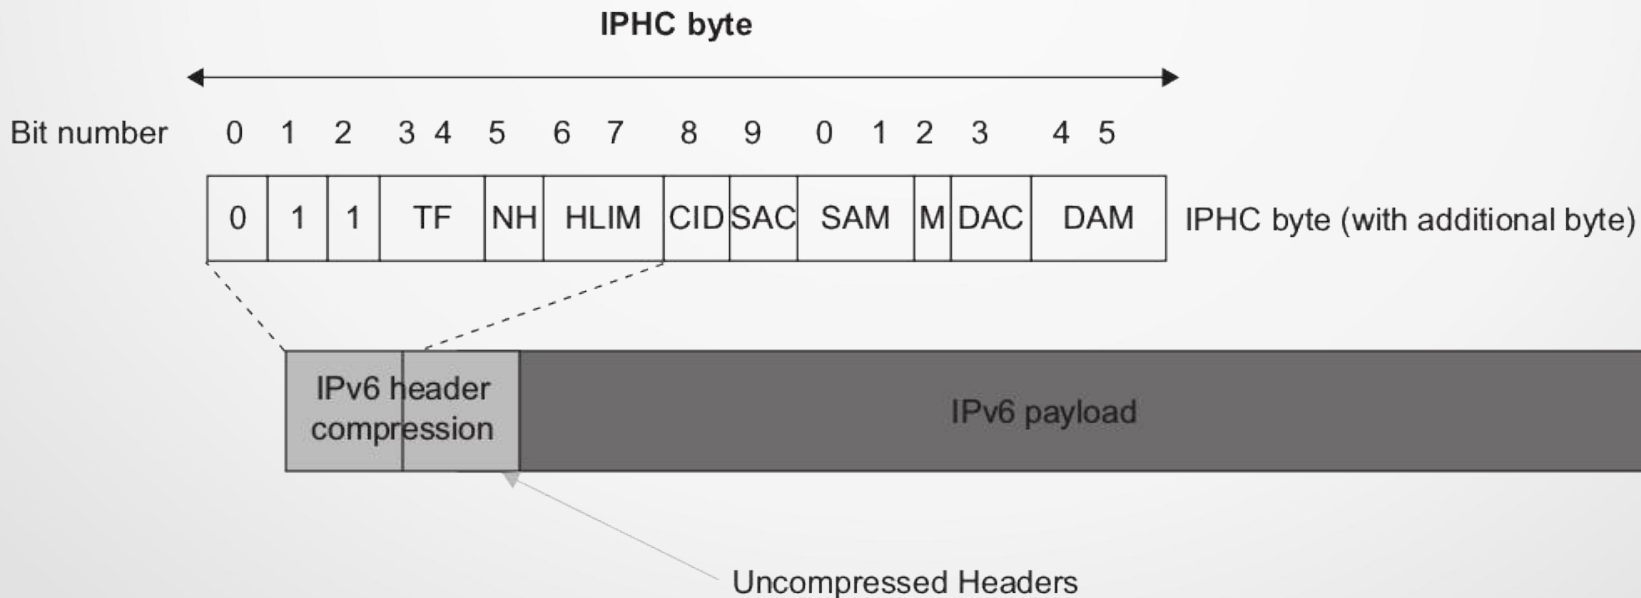 IPHC byte
Bit number 0 1 2 3 4 5 6 7 8 9 0 1 2 3 4 5
0 1 1 TF NH HLIM CID SAC SAM M DAC DAM IPHC byte (with additional byte)
IPv6 header
compression
IPv6 payload
Uncompressed Headers